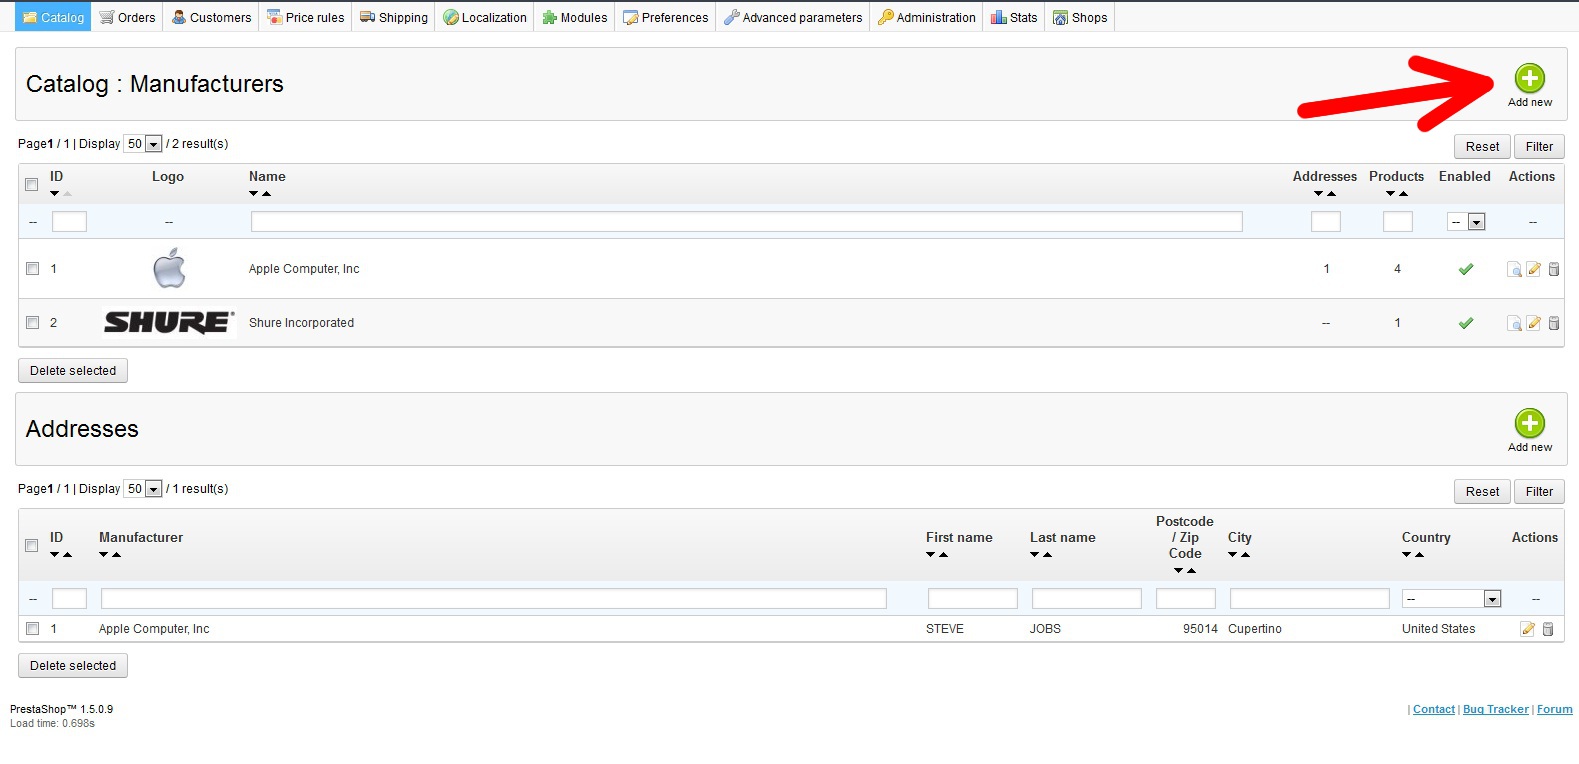 Catalog Orders Customers Price rules Shipping Localization Modules Preferences Advanced parameters Administration Stats Shops
Catalog : Manufacturers
Add new
Page1 / 1 | Display 50 / 2 result(s)
Reset Filter
ID Logo Name Addresses Products Enabled Actions
-- -- -- --
1 Apple Computer, Inc 1 4
2 SHURE® Shure Incorporated -- 1
Delete selected
Addresses
Add new
Page1 / 1 | Display 50 / 1 result(s)
Reset Filter
ID Manufacturer First name Last name Postcode / Zip Code City Country Actions
-- -- --
1 Apple Computer, Inc STEVE JOBS 95014 Cupertino United States
Delete selected
PrestaShop™ 1.5.0.9
Load time: 0.698s
| Contact | Bug Tracker | Forum